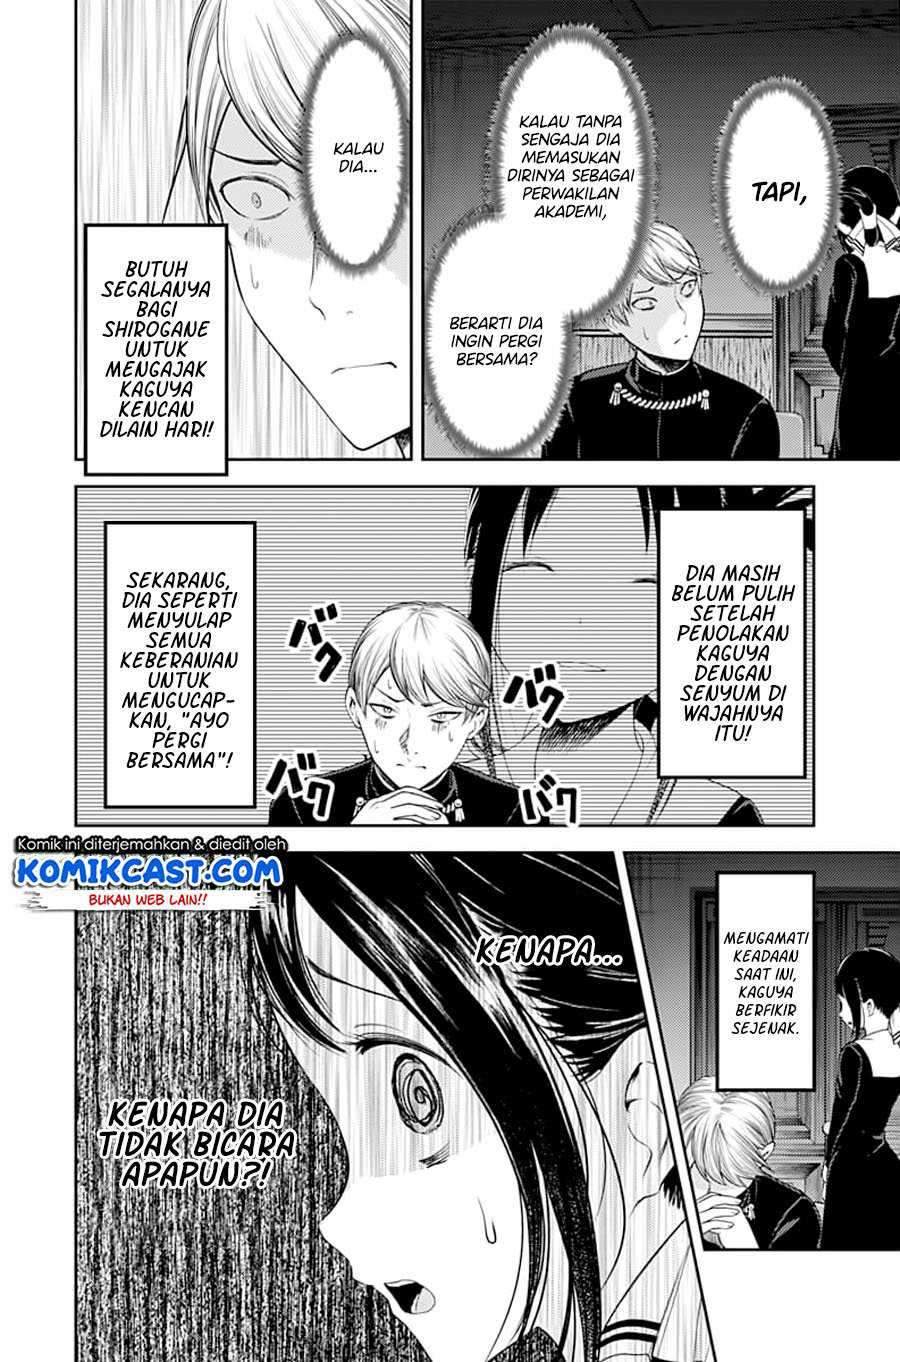 TAPI,
KALAU TANPA
SENGAJA DIA
MEMASUKAN
DIRINYA SEBAGAI
PERWAKILAN
AKADEMI,
BERARTI DIA
INGIN PERGI
BERSAMA?
KALAU
DIA...
BUTUH
SEGALANYA
BAGI
SHIROGANE
UNTUK
MENGAJAK
KAGUYA
KENCAN
DILAIN HARI!
DIA MASIH
BELUM PULIH
SETELAH
PENOLAKAN
KAGUYA
DENGAN
SENYUM DI
WAJAHNYA
ITU!
バク
バク
バク
バク
SEKARANG,
DIA SEPERTI
MENYULAP
SEMUA
KEBERANIAN
UNTUK
MENGUCAP-
KAN, "AYO
PERGI
BERSAMA"!
Komik ini diterjemahkan & diedit oleh
KOMIKCAST.COM
BUKAN WEB LAIN!!
MENGAMATI
KEADAAN
SAAT INI,
KAGUYA
BERFIKIR
SEJENAK.
KENAPA...
KENAPA DIA
TIDAK BICARA
APAPUN?!